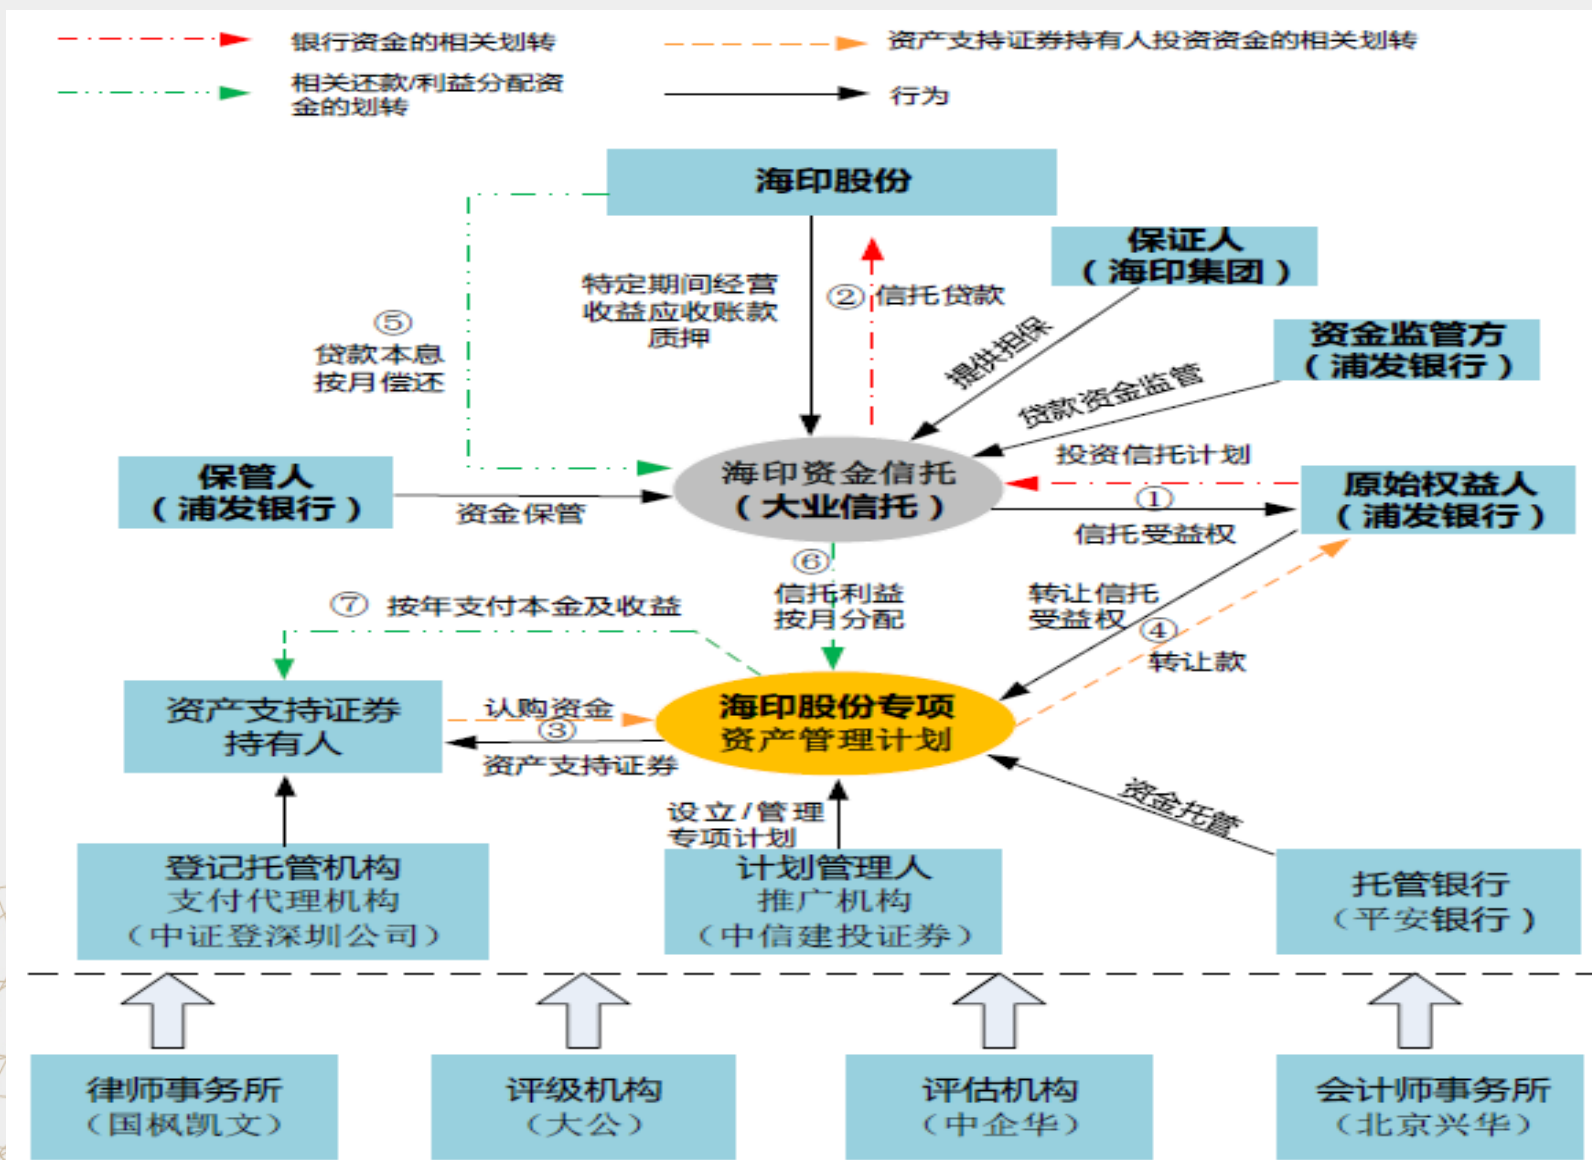 银行资金的相关划转
资产支持证券持有人投资资金的相关划转
相关还款/利益分配资
金的划转
行为
海印股份
保证人
（海印集团）
特定期间经营
收益应收账款
质押
②信托贷款
⑤
贷款本息
按月偿还
提供担保
资金监管方
（浦发银行）
贷款资金监管
投资信托计划
海印资金信托
（大业信托）
保管人
（浦发银行）
资金保管
原始权益人
（浦发银行）
①
信托受益权
⑥
信托利益
按月分配
转让信托
受益权
④
转让款
⑦ 按年支付本金及收益
资产支持证券
持有人
认购资金
③
资产支持证券
海印股份专项
资产管理计划
设立/管理
专项计划
资金托管
登记托管机构
支付代理机构
（中证登深圳公司）
计划管理人
推广机构
（中信建投证券）
托管银行
（平安银行）
律师事务所
（国枫凯文）
评级机构
（大公）
评估机构
（中企华）
会计师事务所
（北京兴华）